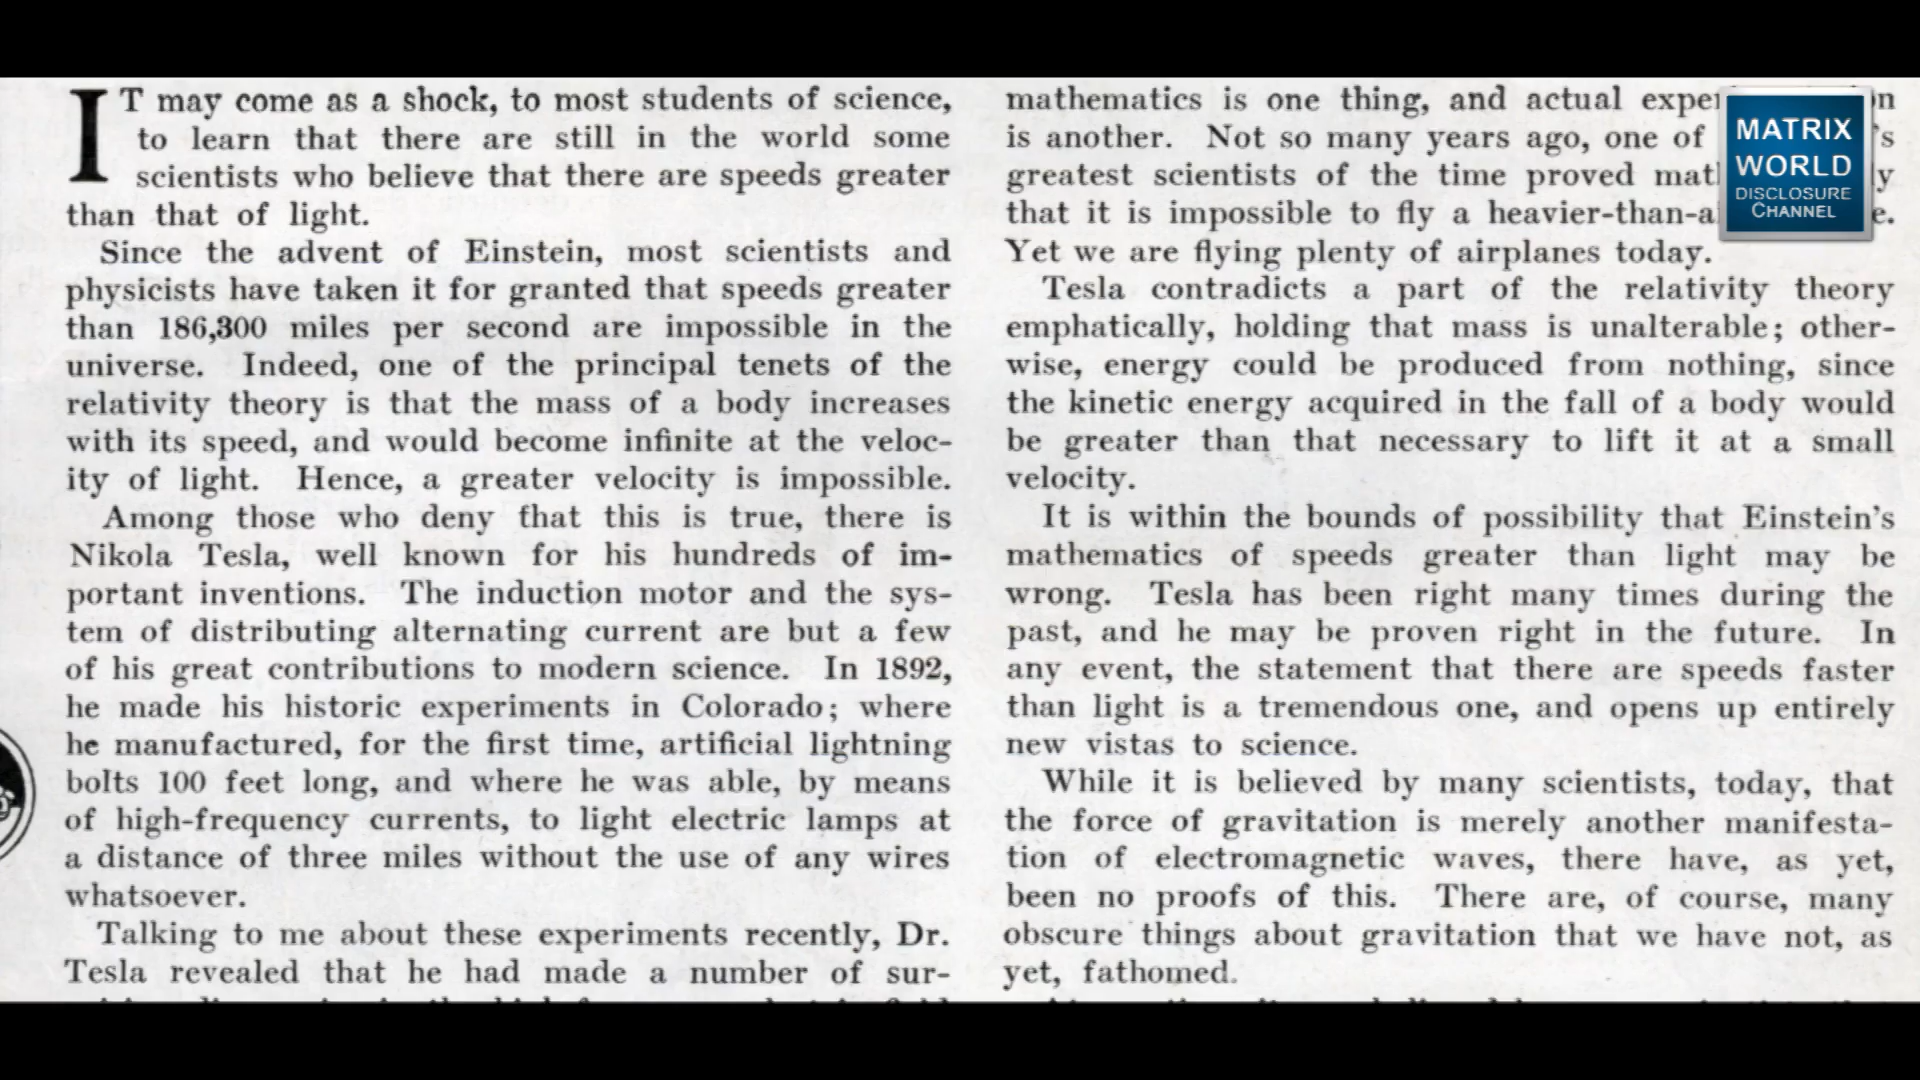 IT may come as a shock, to most students of science,
to learn that there are still in the world some
scientists who believe that there are speeds greater
than that of light.
Since the advent of Einstein, most scientists and
physicists have taken it for granted that speeds greater
than 186,300 miles per second are impossible in the
universe. Indeed, one of the principal tenets of the
relativity theory is that the mass of a body increases
with its speed, and would become infinite at the veloc-
ity of light. Hence, a greater velocity is impossible.
Among those who deny that this is true, there is
Nikola Tesla, well known for his hundreds of im-
portant inventions. The induction motor and the sys-
tem of distributing alternating current are but a few
of his great contributions to modern science. In 1892,
he made his historic experiments in Colorado; where
he manufactured, for the first time, artificial lightning
bolts 100 feet long, and where he was able, by means
of high-frequency currents, to light electric lamps at
a distance of three miles without the use of any wires
whatsoever.
Talking to me about these experiments recently, Dr.
Tesla revealed that he had made a number of sur-
mathematics is one thing, and actual
is another. Not so many years ago, one of
greatest scientists of the time proved
that it is impossible to fly a
Yet we are flying plenty of airplanes today.
Tesla contradicts a part of the relativity theory
emphatically, holding that mass is unalterable; other-
wise, energy could be produced from nothing, since
the kinetic energy acquired in the fall of a body would
be greater than that necessary to lift it at a small
velocity.
It is within the bounds of possibility that Einstein's
mathematics of speeds greater than light may be
wrong. Tesla has been right many times during the
past, and he may be proven right in the future. In
any event, the statement that there are speeds faster
than light is a tremendous one, and opens up entirely
new vistas to science.
While it is believed by many scientists, today, that
the force of gravitation is merely another manifesta-
tion of electromagnetic waves, there have, as yet,
been no proofs of this. There are, of course, many
obscure things about gravitation that we have not, as
yet, fathomed.
MATRIX
WORLD
DISCLOSURE
CHANNEL